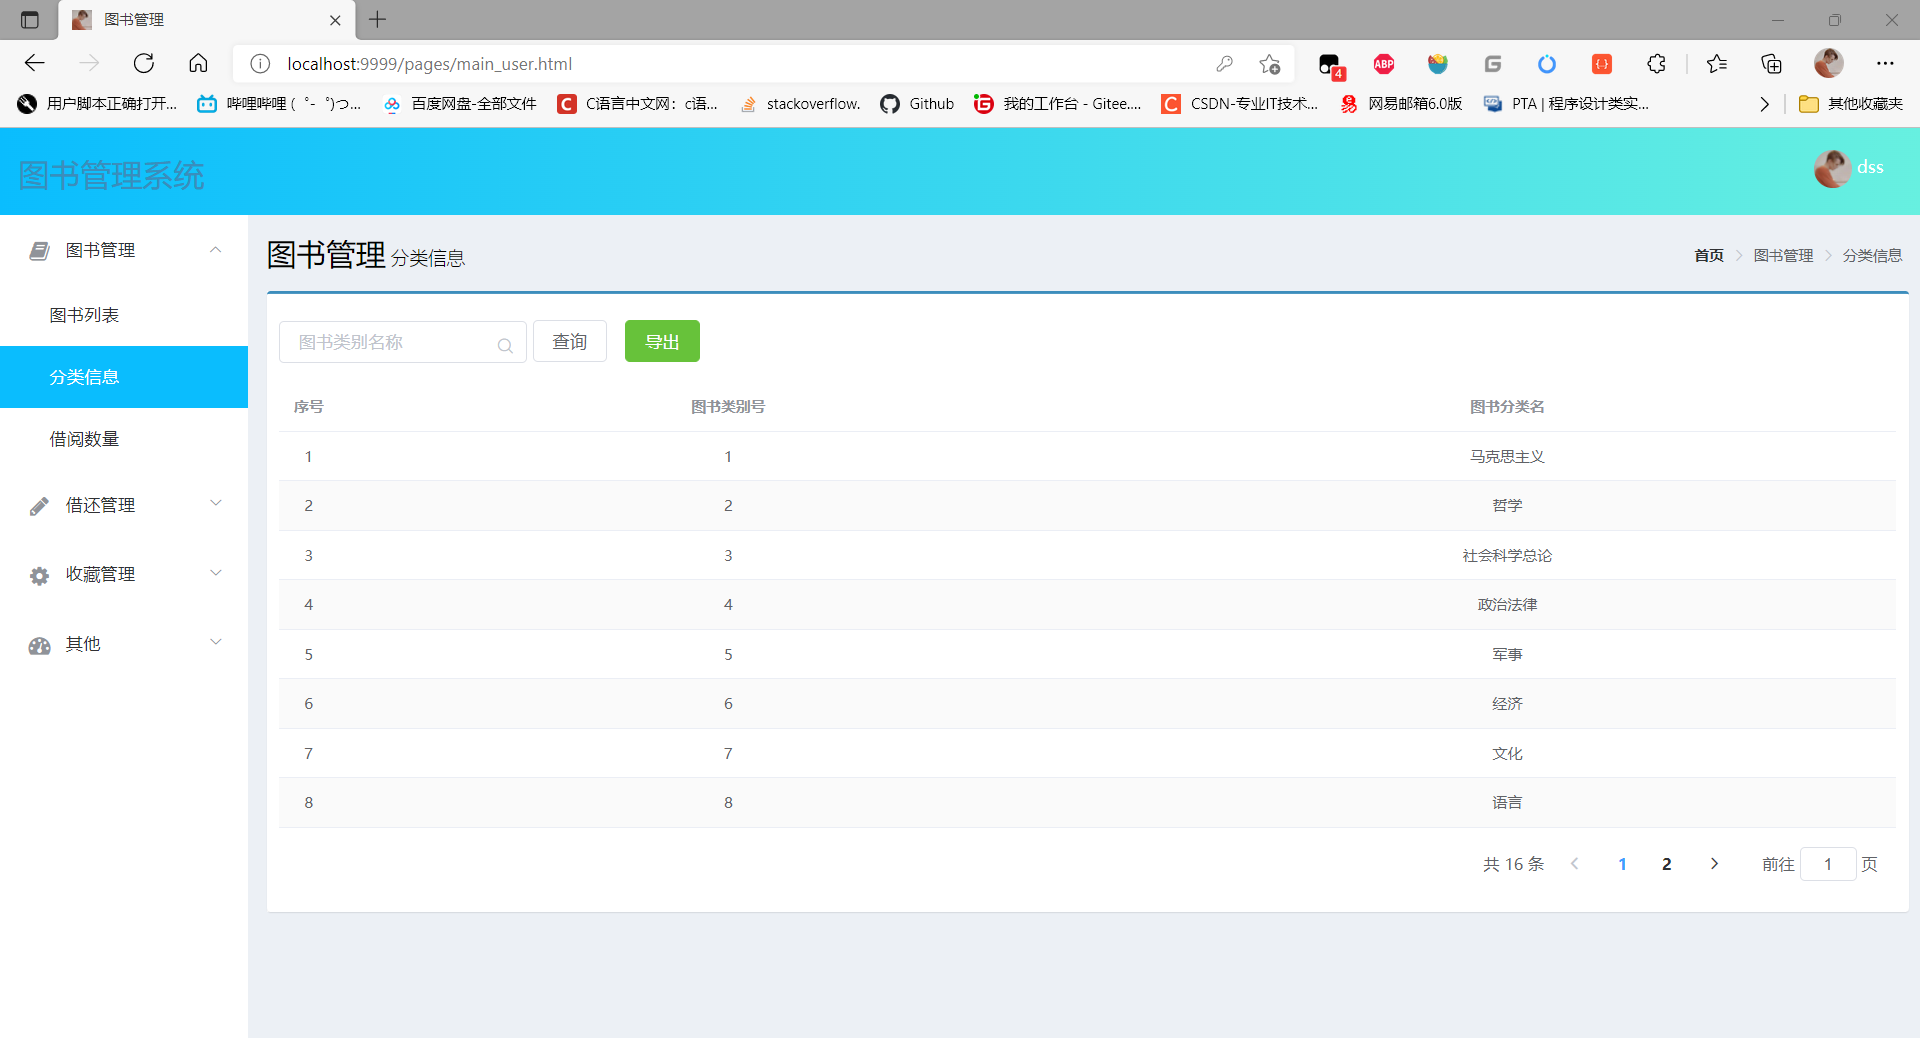 图书管理
localhost:9999/pages/main_user.html
4
ABP
用户脚本正确打开...
哔哩哔哩 (゜-゜)つ...
百度网盘-全部文件
C语言中文网：c语...
stackoverflow.
Github
我的工作台 - Gitee....
CSDN-专业IT技术...
网易邮箱6.0版
PTA | 程序设计类实...
其他收藏夹
图书管理系统
dss
图书管理
图书列表
分类信息
借阅数量
借还管理
收藏管理
其他
图书管理 分类信息
首页 > 图书管理 > 分类信息
图书类别名称 查询 导出
序号 图书类别号 图书分类名
1 1 马克思主义
2 2 哲学
3 3 社会科学总论
4 4 政治法律
5 5 军事
6 6 经济
7 7 文化
8 8 语言
共 16 条 < 1 2 > 前往 1 页